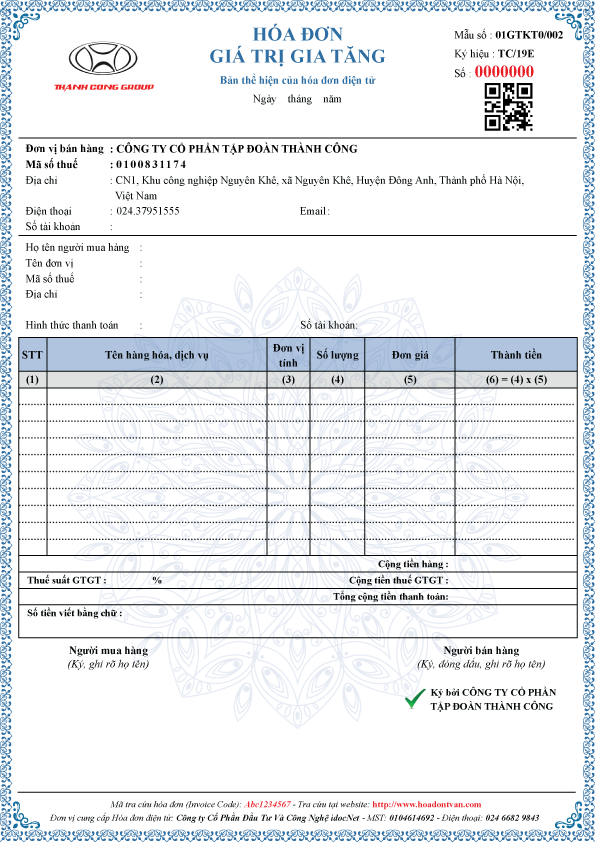 HÓA ĐƠN
GIÁ TRỊ GIA TĂNG
Bản thể hiện của hóa đơn điện tử
Ngày tháng năm
Mẫu số : 01GTKT0/002
Ký hiệu : TC/19E
Số : 0000000
THANH CONG GROUP
Đơn vị bán hàng : CÔNG TY CỔ PHẦN TẬP ĐOÀN THÀNH CÔNG
Mã số thuế : 0100831174
Địa chỉ : CN1, Khu công nghiệp Nguyên Khê, xã Nguyên Khê, Huyện Đông Anh, Thành phố Hà Nội,
Việt Nam
Điện thoại : 024.37951555 Email:
Số tài khoản :
Họ tên người mua hàng :
Tên đơn vị :
Mã số thuế :
Địa chỉ :
Hình thức thanh toán : Số tài khoản:
STT Tên hàng hóa, dịch vụ Đơn vị tính Số lượng Đơn giá Thành tiền
(1) (2) (3) (4) (5) (6) = (4) x (5)
Cộng tiền hàng :
Thuế suất GTGT : % Cộng tiền thuế GTGT :
Tổng cộng tiền thanh toán:
Số tiền viết bằng chữ :
Người mua hàng Người bán hàng
(Ký, ghi rõ họ tên) (Ký, đóng dấu, ghi rõ họ tên)
Ký bởi CÔNG TY CỔ PHẦN
TẬP ĐOÀN THÀNH CÔNG
Mã tra cứu hóa đơn (Invoice Code): Abc1234567 - Tra cứu tại website: http://www.hoadontvan.com
Đơn vị cung cấp Hóa đơn điện tử: Công ty Cổ Phần Đầu Tư Và Công Nghệ idocNet - MST: 0104614692 - Điện thoại: 024 6682 9843